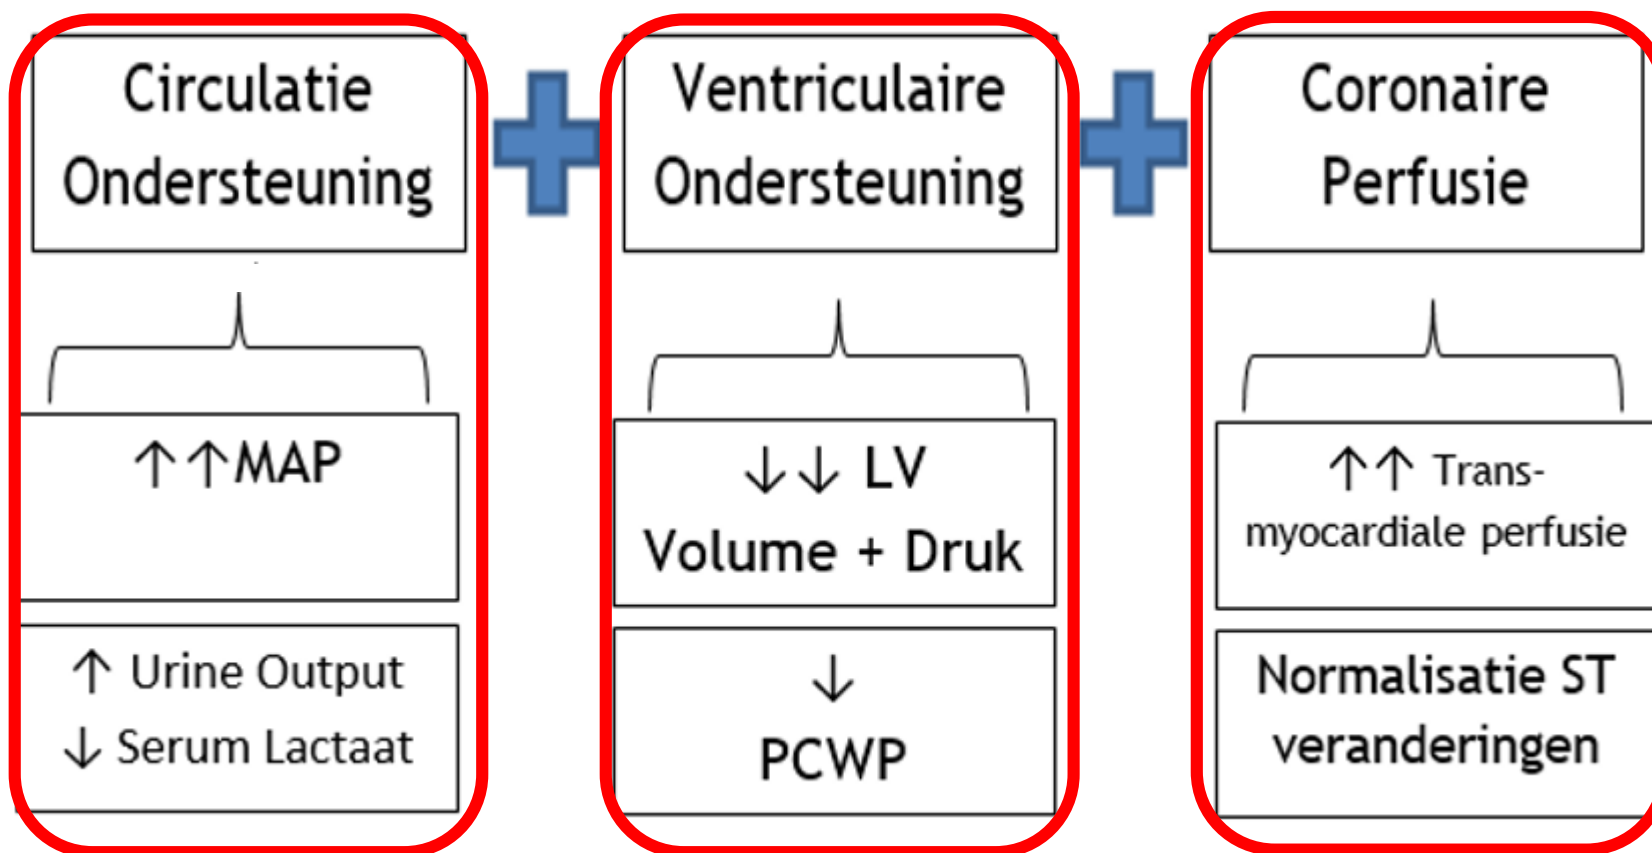 Circulatie
Ondersteuning
↑↑MAP
↑ Urine Output
↓ Serum Lactaat
Ventriculaire
Ondersteuning
↓↓ LV
Volume + Druk
↓
PCWP
Coronaire
Perfusie
↑↑ Trans-
myocardiale perfusie
Normalisatie ST
veranderingen